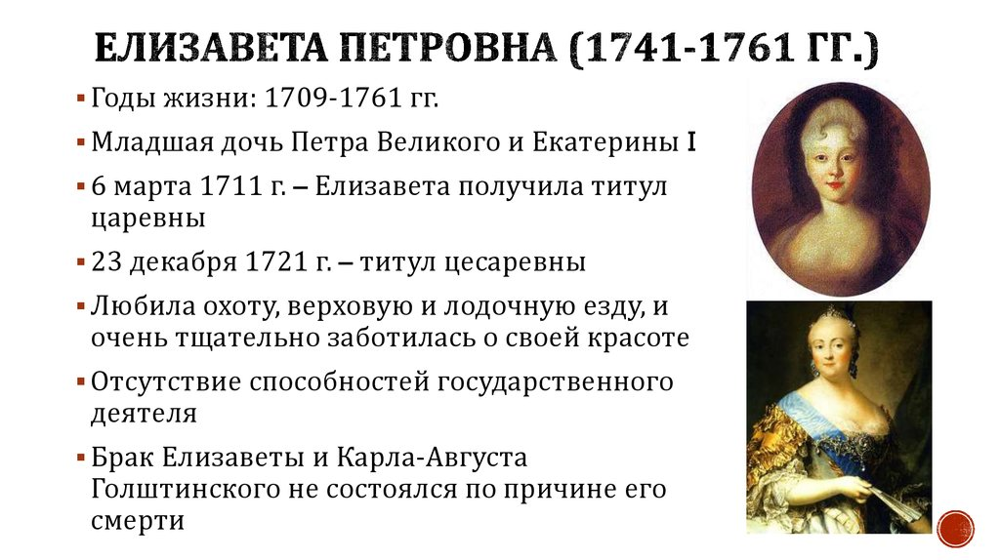 ЕЛИЗАВЕТА ПЕТРОВНА (1741-1761 ГГ.)
▪ Годы жизни: 1709-1761 гг.
▪ Младшая дочь Петра Великого и Екатерины I
▪ 6 марта 1711 г. – Елизавета получила титул
царевны
▪ 23 декабря 1721 г. – титул цесаревны
▪ Любила охоту, верховую и лодочную езду, и
очень тщательно заботилась о своей красоте
▪ Отсутствие способностей государственного
деятеля
▪ Брак Елизаветы и Карла-Августа
Голштинского не состоялся по причине его
смерти